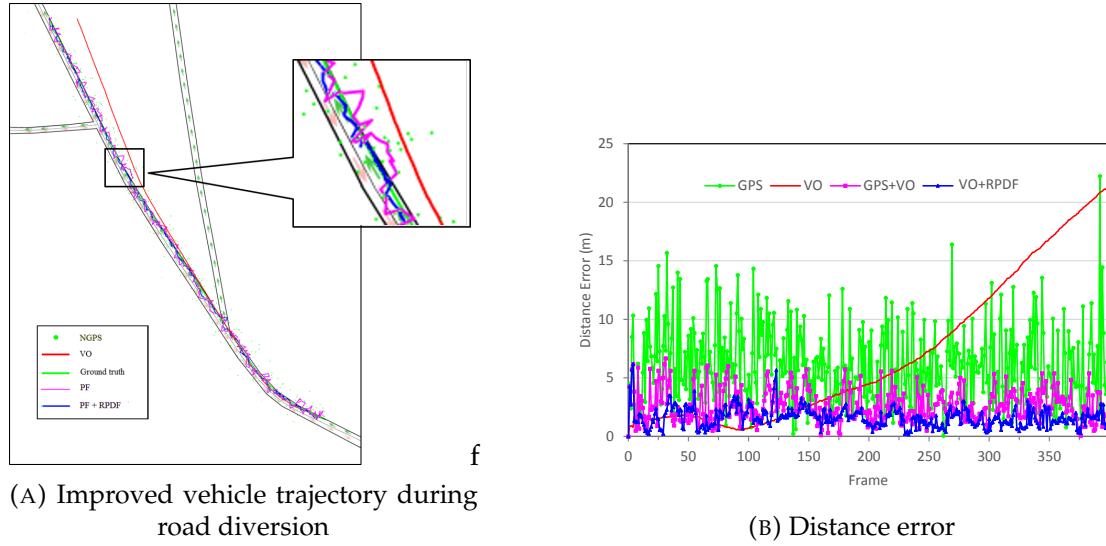 NGPS
VO
Ground truth
PF
PF + RPDF
f
(A) Improved vehicle trajectory during
road diversion
25
20
15
10
5
0
Distance Error (m)
GPS VO GPS+VO VO+RPDF
0 50 100 150 200 250 300 350
Frame
(B) Distance error